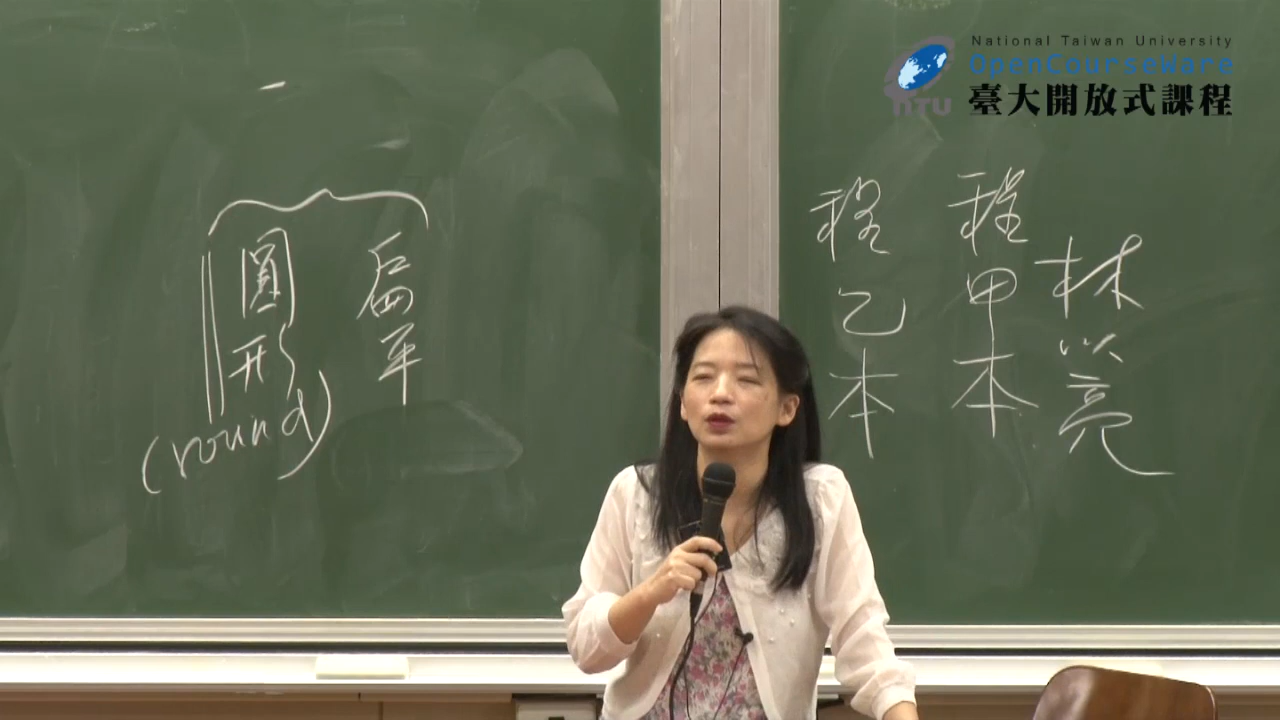 National Taiwan University
OpenCourseWare
臺大開放式課程
NTU
林以亮
程甲本
程乙本
扁平
圓形
(round)